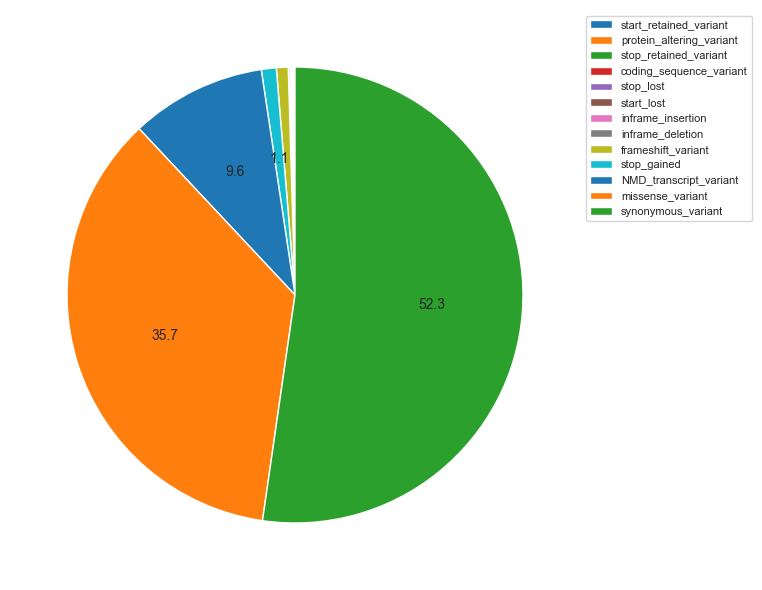 start_retained_variant
protein_altering_variant
stop_retained_variant
coding_sequence_variant
stop_lost
start_lost
inframe_insertion
inframe_deletion
frameshift_variant
stop_gained
NMD_transcript_variant
missense_variant
synonymous_variant
1.1
9.6
52.3
35.7